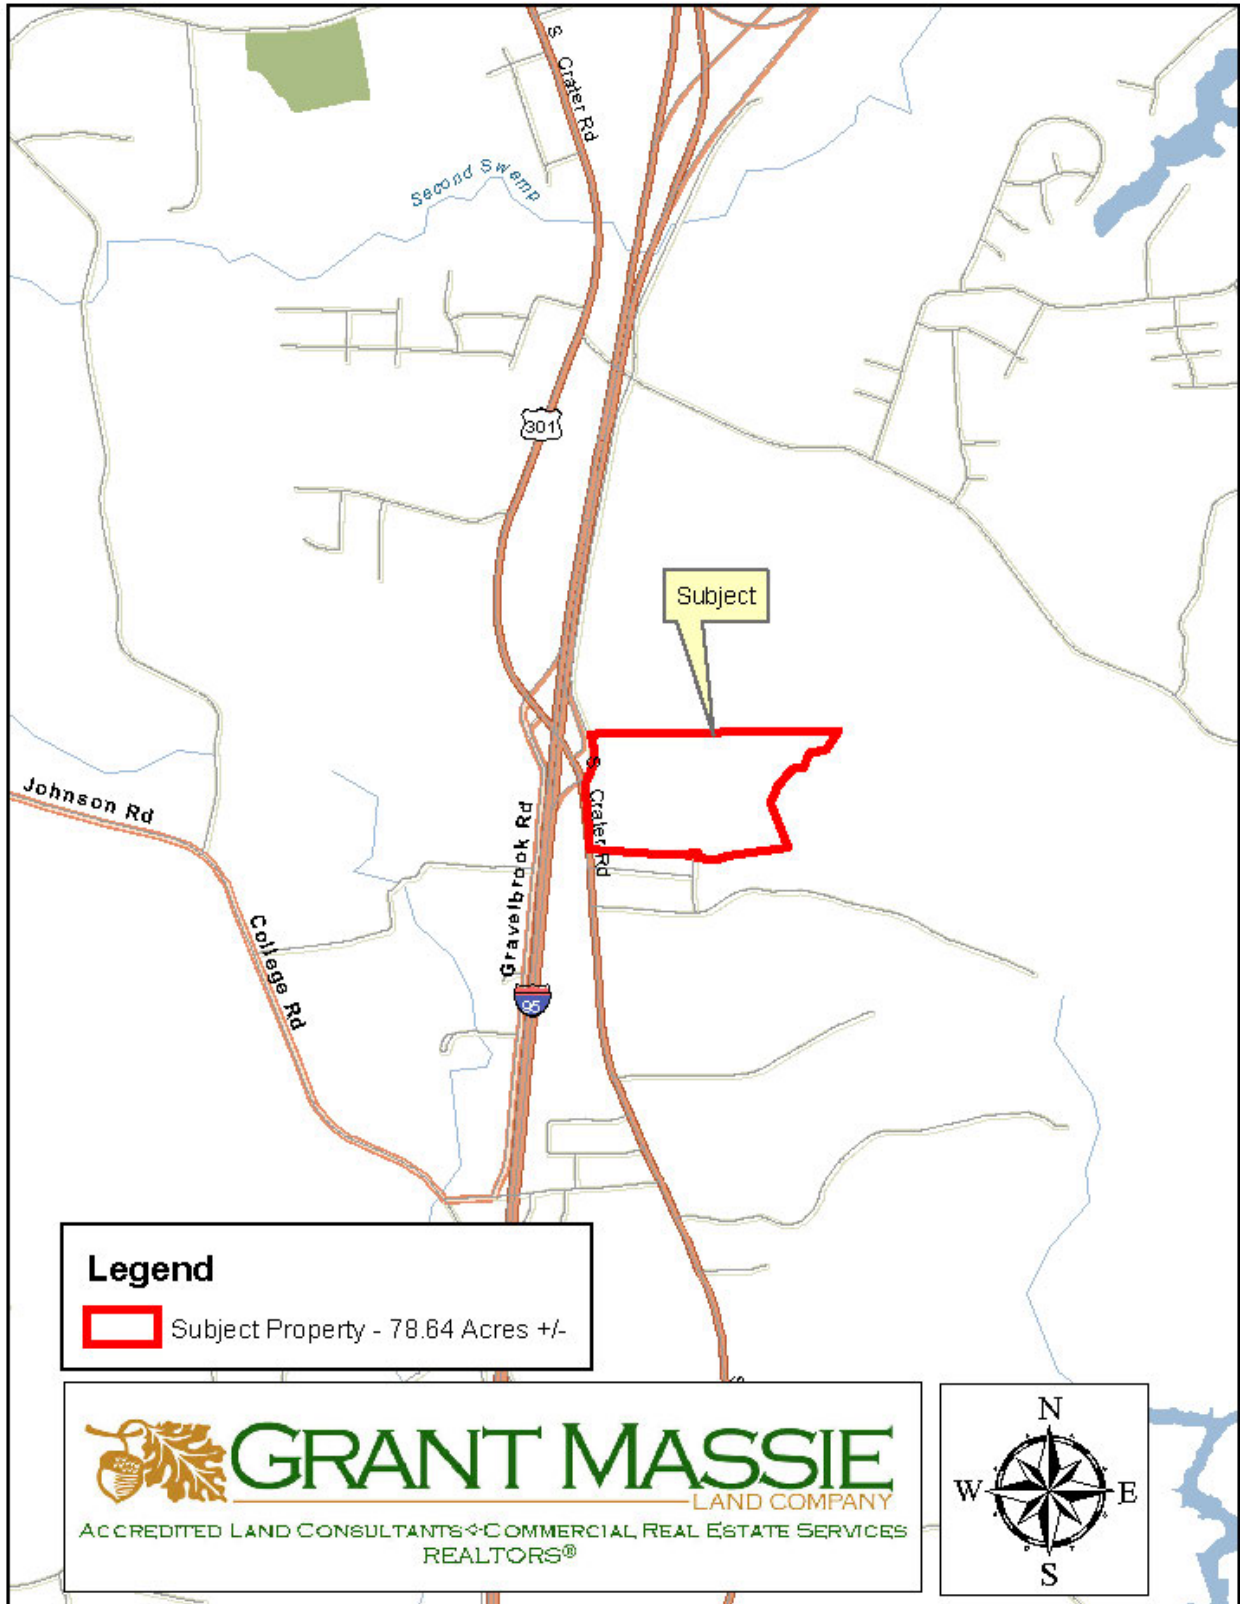 S Crater Rd
Second Swemp
301
Subject
S Crater Rd
Johnson Rd
Gravelbrook Rd
College Rd
95
Legend
Subject Property - 78.64 Acres +/-
S
GRANT MASSIE
LAND COMPANY
ACCREDITED LAND CONSULTANTS❖COMMERCIAL REAL ESTATE SERVICES
REALTORS®
N
W E
S